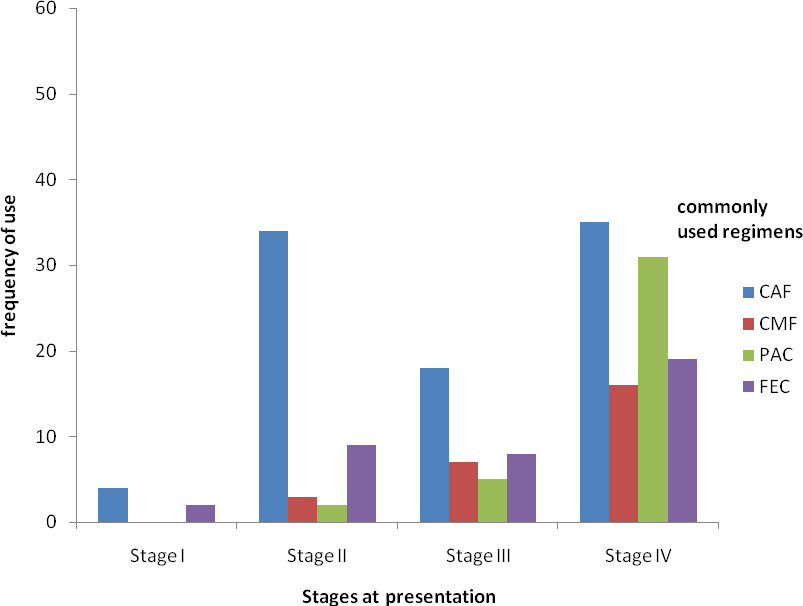 60
50
40
30
20
10
0
frequency of use
Stage I
Stage II
Stage III
Stage IV
Stages at presentation
commonly
used regimens
CAF
CMF
PAC
FEC